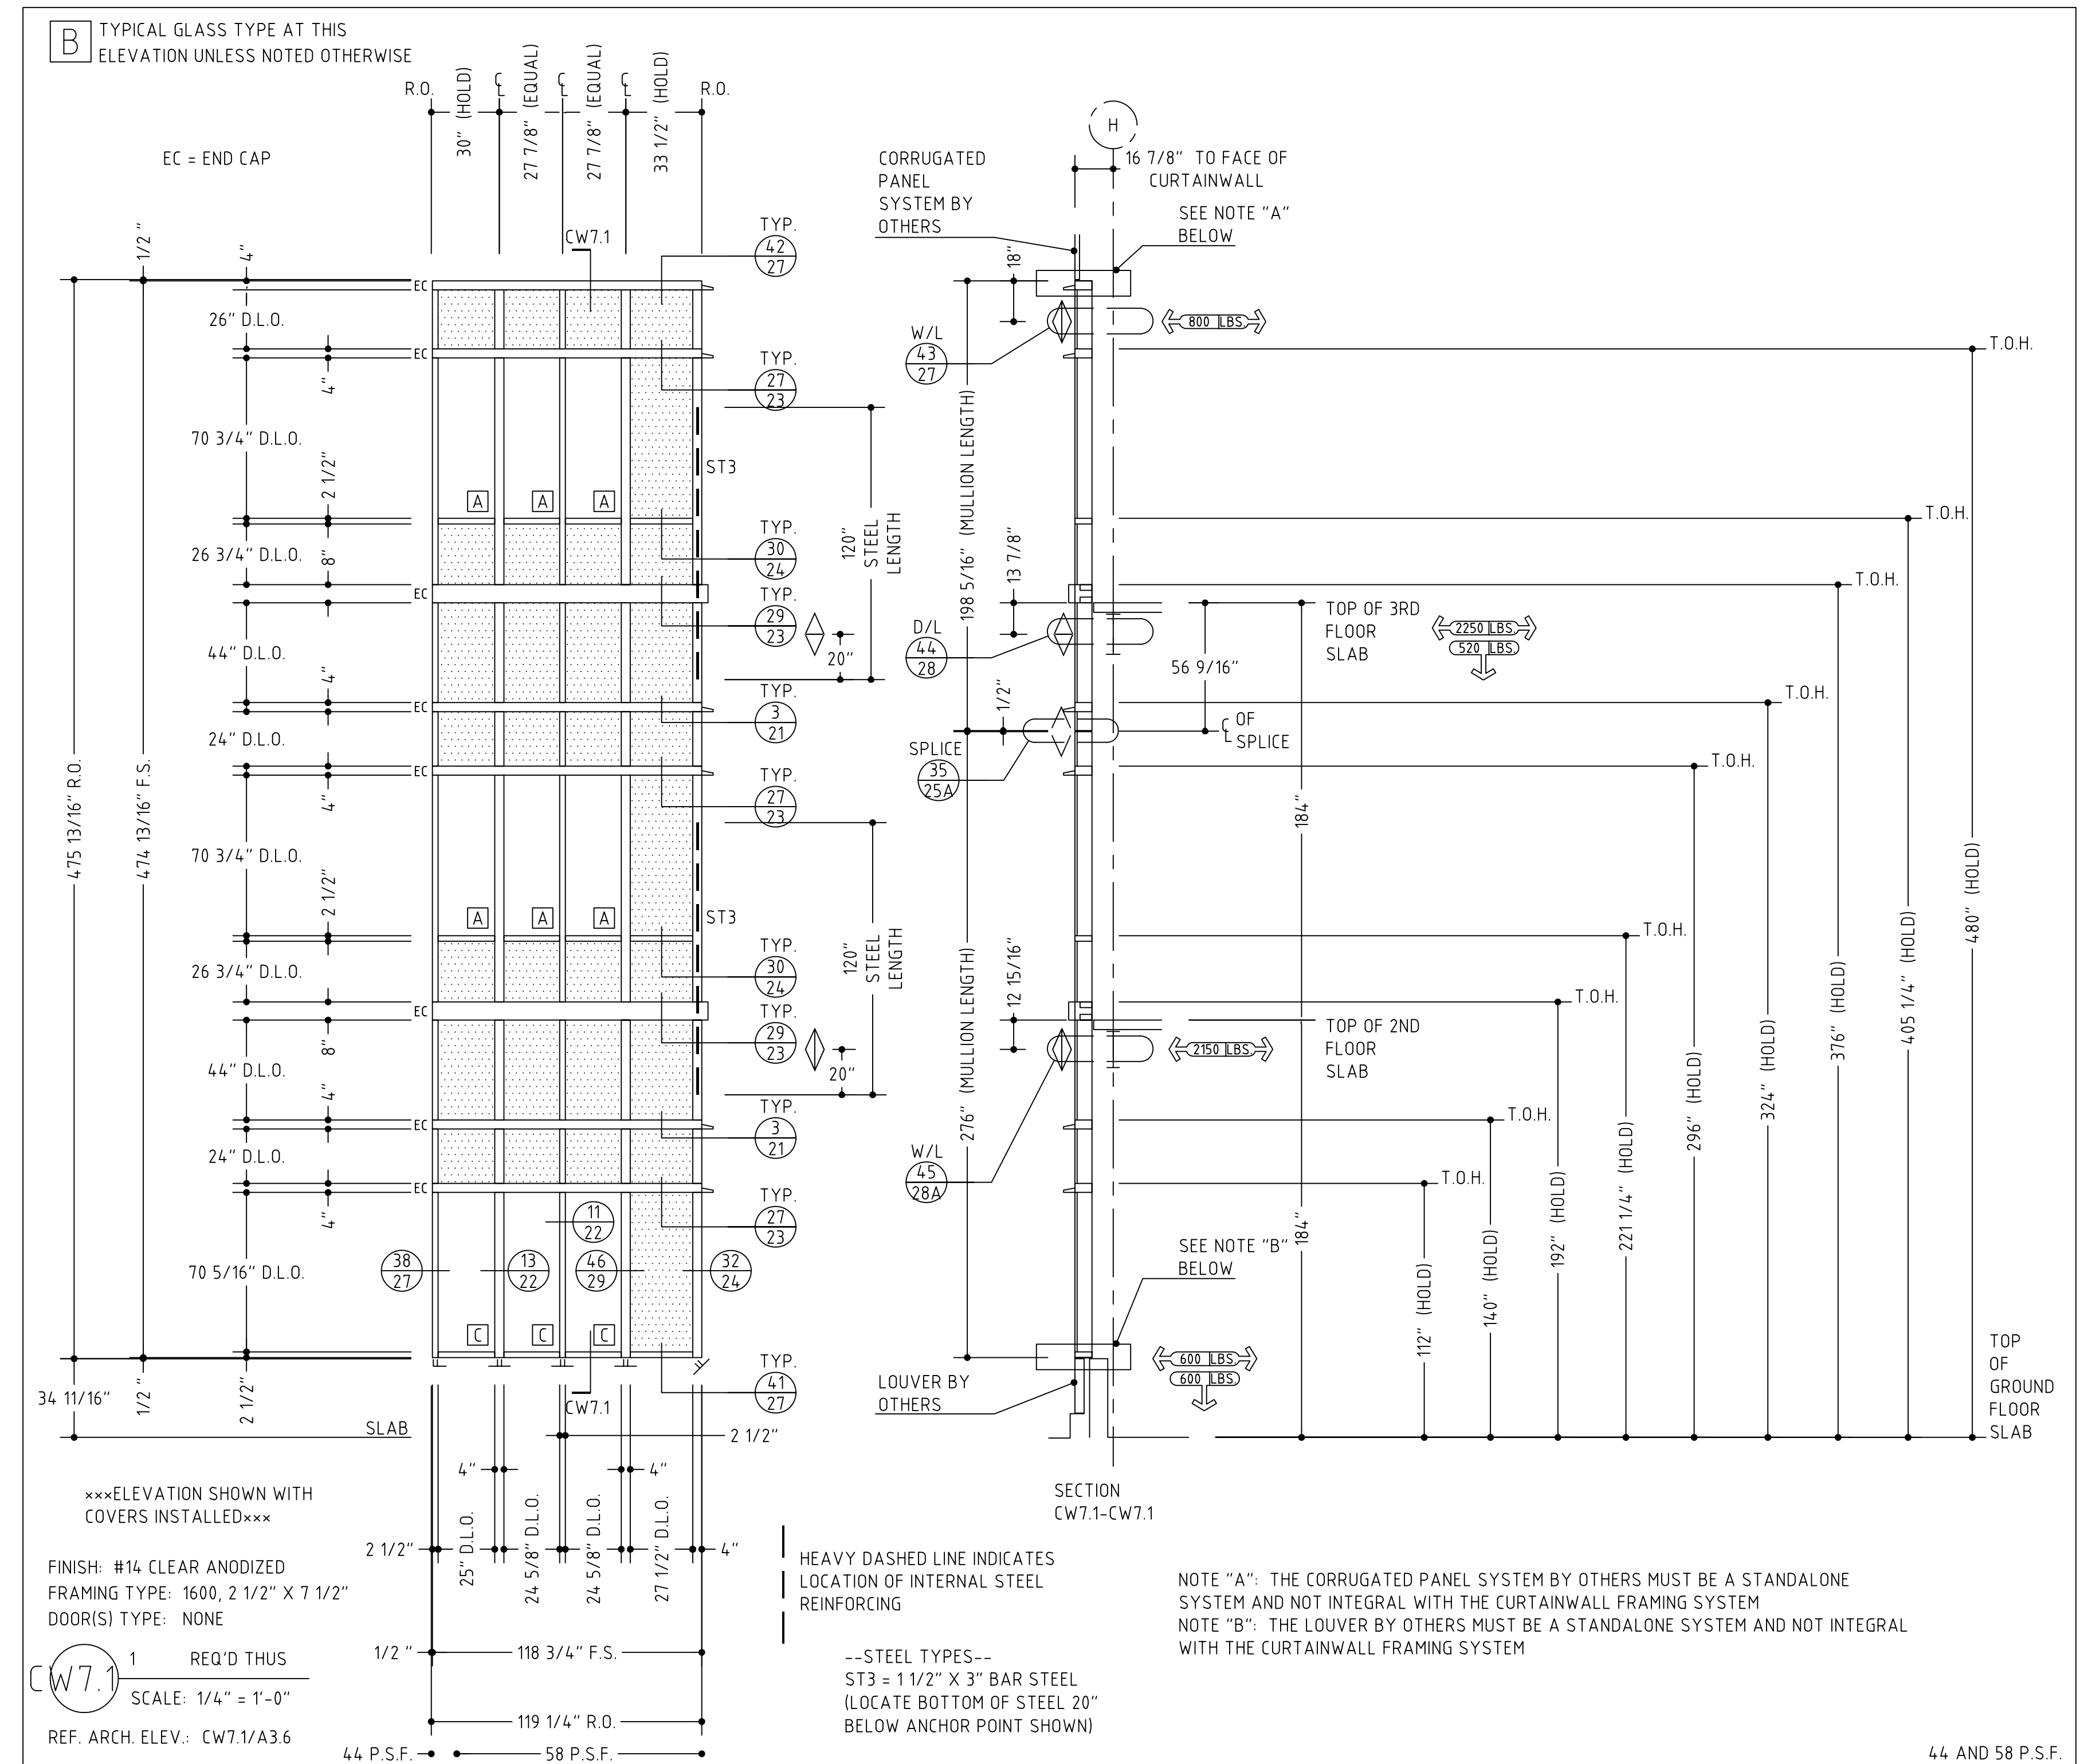 B
TYPICAL GLASS TYPE AT THIS
ELEVATION UNLESS NOTED OTHERWISE
EC = END CAP
R.O.
30" (HOLD)
C L
27 7/8" (EQUAL)
C L
27 7/8" (EQUAL)
C L
33 1/2" (HOLD)
R.O.
CW7.1
1/2 "
4"
EC
26" D.L.O.
EC
4"
70 3/4" D.L.O.
2 1/2"
26 3/4" D.L.O.
8"
EC
44" D.L.O.
4"
EC
24" D.L.O.
EC
4"
475 13/16" R.O.
474 13/16" F.S.
70 3/4" D.L.O.
2 1/2"
26 3/4" D.L.O.
EC
8"
44" D.L.O.
4"
EC
24" D.L.O.
EC
4"
70 5/16" D.L.O.
34 11/16"
1/2 "
2 1/2"
SLAB
A
A
A
ST3
A
A
A
ST3
C
C
C
TYP.
42
27
TYP.
27
23
TYP.
30
24
TYP.
29
23
TYP.
3
21
TYP.
27
23
TYP.
30
24
TYP.
29
23
TYP.
3
21
TYP.
27
23
11
22
38
27
13
22
46
29
32
24
TYP.
41
27
CW7.1
120"
STEEL
LENGTH
20"
120"
STEEL
LENGTH
20"
2 1/2"
4"
4"
2 1/2"
25" D.L.O.
24 5/8" D.L.O.
24 5/8" D.L.O.
27 1/2" D.L.O.
4"
1/2 "
118 3/4" F.S.
119 1/4" R.O.
44 P.S.F.
58 P.S.F.
H
CORRUGATED
PANEL
SYSTEM BY
OTHERS
16 7/8" TO FACE OF
CURTAINWALL
SEE NOTE "A"
BELOW
18"
W/L
43
27
800 LBS.
T.O.H.
T.O.H.
T.O.H.
198 5/16" (MULLION LENGTH)
13 7/8"
D/L
44
28
TOP OF 3RD
FLOOR
SLAB
2250 LBS.
520 LBS.
56 9/16"
T.O.H.
1/2"
C L OF
SPLICE
SPLICE
35
25A
T.O.H.
184"
T.O.H.
276" (MULLION LENGTH)
12 15/16"
T.O.H.
TOP OF 2ND
FLOOR
SLAB
2150 LBS.
W/L
45
28A
T.O.H.
T.O.H.
184"
112" (HOLD)
140" (HOLD)
192" (HOLD)
221 1/4" (HOLD)
296" (HOLD)
324" (HOLD)
376" (HOLD)
405 1/4" (HOLD)
480" (HOLD)
SEE NOTE "B"
BELOW
LOUVER BY
OTHERS
600 LBS.
600 LBS.
TOP
OF
GROUND
FLOOR
SLAB
SECTION
CW7.1-CW7.1
×××ELEVATION SHOWN WITH
COVERS INSTALLED×××
FINISH: #14 CLEAR ANODIZED
FRAMING TYPE: 1600, 2 1/2" X 7 1/2"
DOOR(S) TYPE: NONE
CW7.1
1 REQ'D THUS
SCALE: 1/4" = 1'-0"
REF. ARCH. ELEV.: CW7.1/A3.6
HEAVY DASHED LINE INDICATES
LOCATION OF INTERNAL STEEL
REINFORCING
--STEEL TYPES--
ST3 = 1 1/2" X 3" BAR STEEL
(LOCATE BOTTOM OF STEEL 20"
BELOW ANCHOR POINT SHOWN)
NOTE "A": THE CORRUGATED PANEL SYSTEM BY OTHERS MUST BE A STANDALONE
SYSTEM AND NOT INTEGRAL WITH THE CURTAINWALL FRAMING SYSTEM
NOTE "B": THE LOUVER BY OTHERS MUST BE A STANDALONE SYSTEM AND NOT INTEGRAL
WITH THE CURTAINWALL FRAMING SYSTEM
44 AND 58 P.S.F.